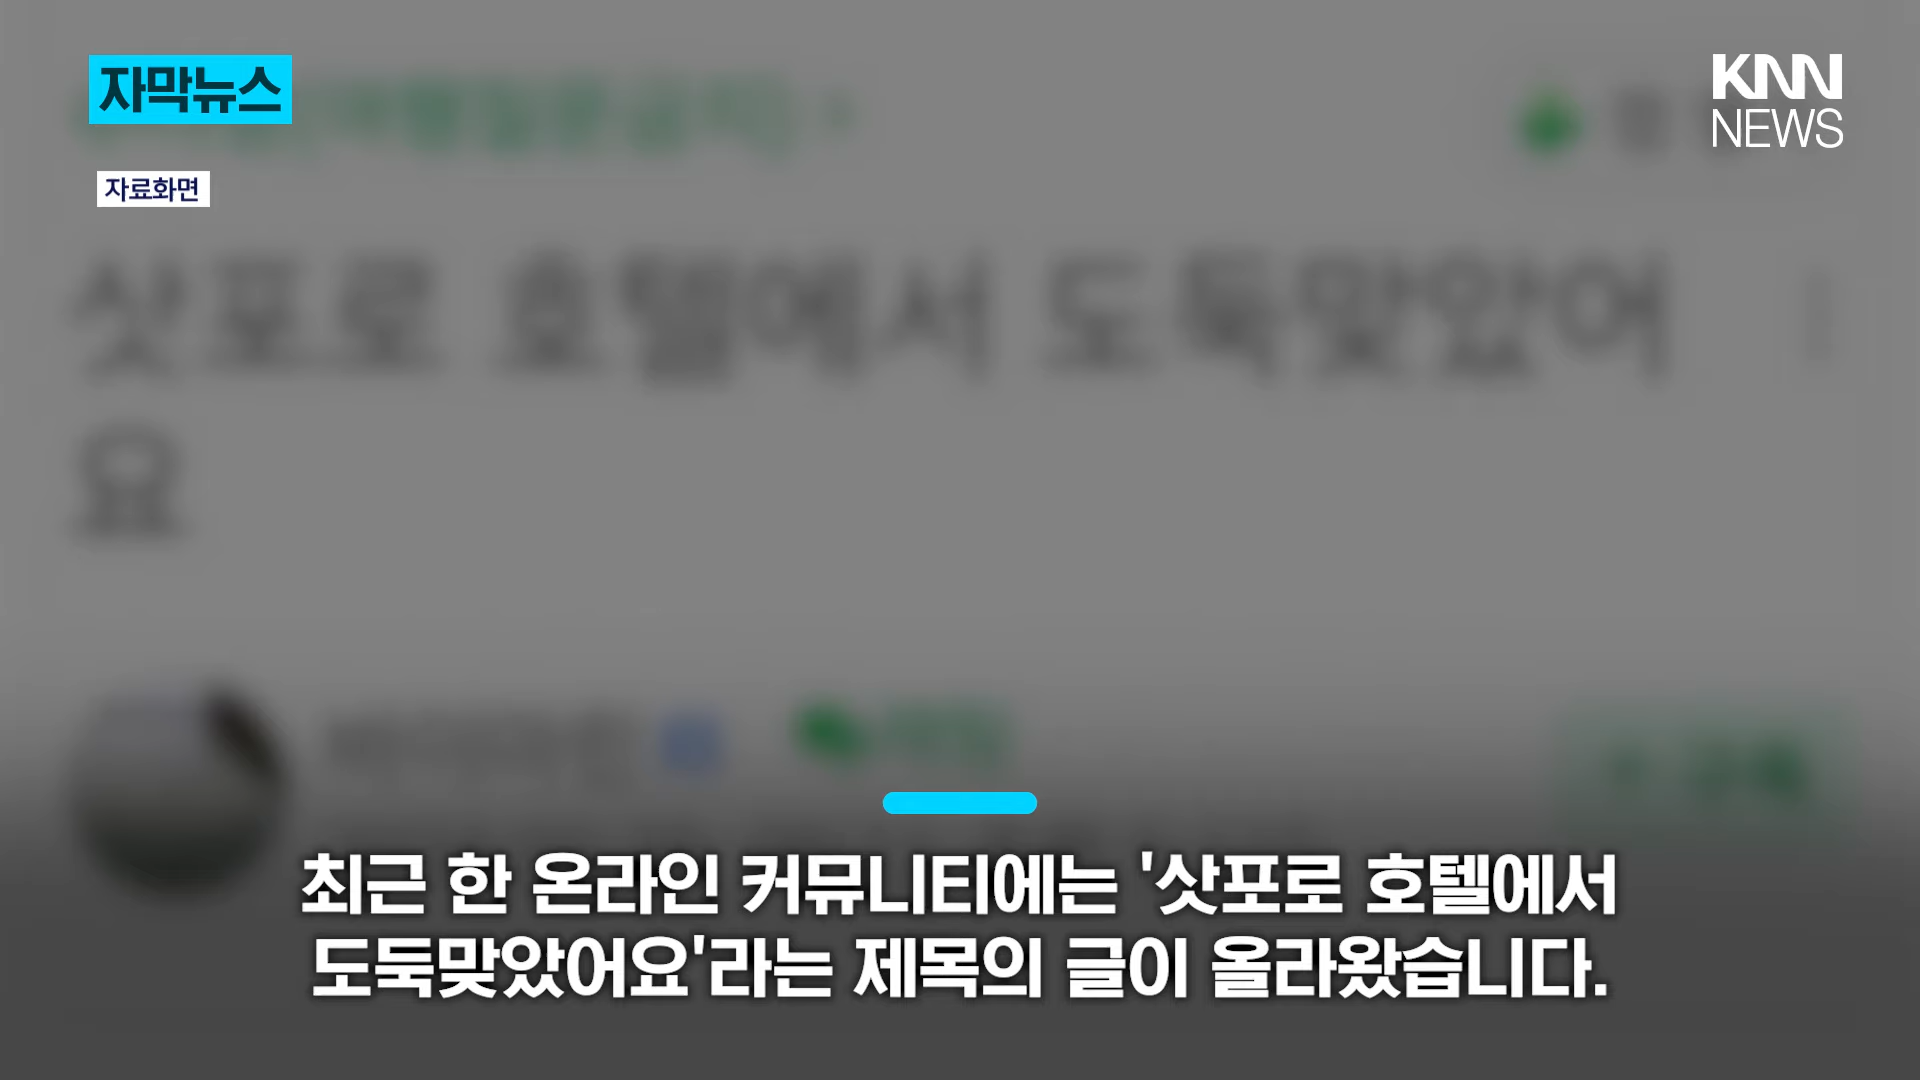 자막뉴스
KNN
NEWS
자료화면
삿포로 호텔에서 도둑맞았어
요
최근 한 온라인 커뮤니티에는 '삿포로 호텔에서
도둑맞았어요'라는 제목의 글이 올라왔습니다.